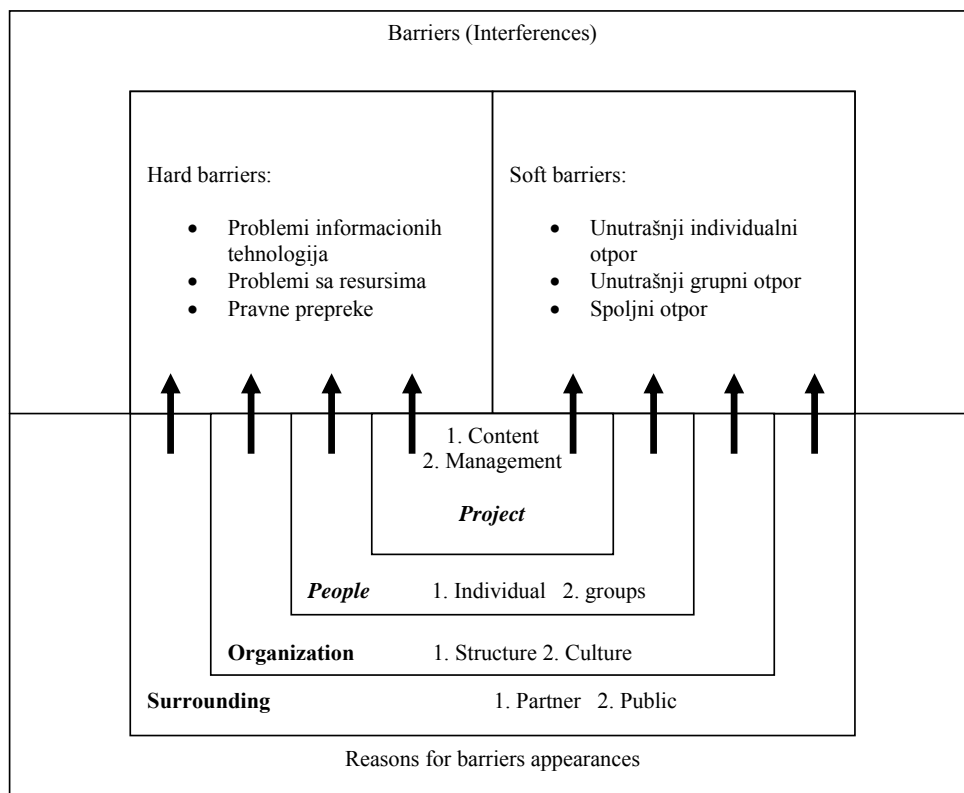 Barriers (Interferences)
Hard barriers:
• Problemi informacionih
tehnologija
• Problemi sa resursima
• Pravne prepreke
Soft barriers:
• Unutrašnji individualni
otpor
• Unutrašnji grupni otpor
• Spoljni otpor
1. Content
2. Management
Project
People 1. Individual 2. groups
Organization 1. Structure 2. Culture
Surrounding 1. Partner 2. Public
Reasons for barriers appearances